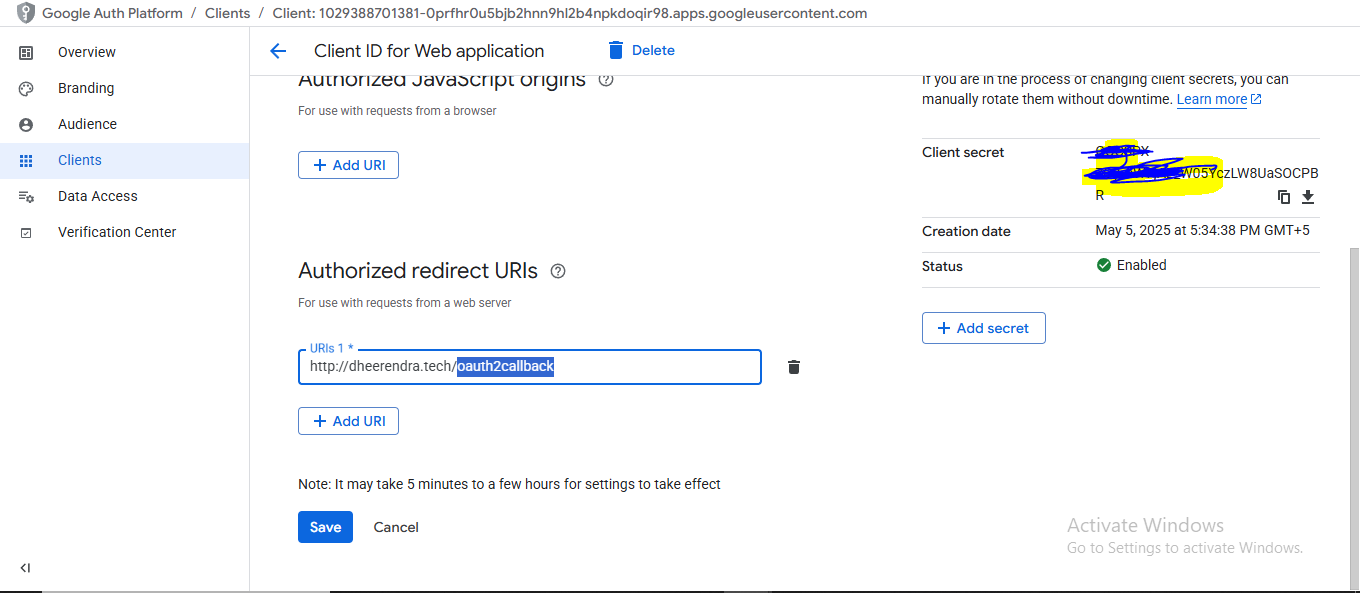 Google Auth Platform / Clients / Client: 1029388701381-0prfhr0u5bjb2hnn9hl2b4npkdoqir98.apps.googleusercontent.com
Overview
Branding
Audience
Clients
Data Access
Verification Center
Client ID for Web application
Delete
Authorized JavaScript origins
For use with requests from a browser
+ Add URI
Authorized redirect URIs
For use with requests from a web server
URIs 1 *
http://dheerendra.tech/oauth2callback
+ Add URI
Note: It may take 5 minutes to a few hours for settings to take effect
Save Cancel
If you are in the process of changing client secrets, you can
manually rotate them without downtime. Learn more
Client secret
W05YczLW8UaSOCPB
R
Creation date May 5, 2025 at 5:34:38 PM GMT+5
Status Enabled
+ Add secret
Activate Windows
Go to Settings to activate Windows.